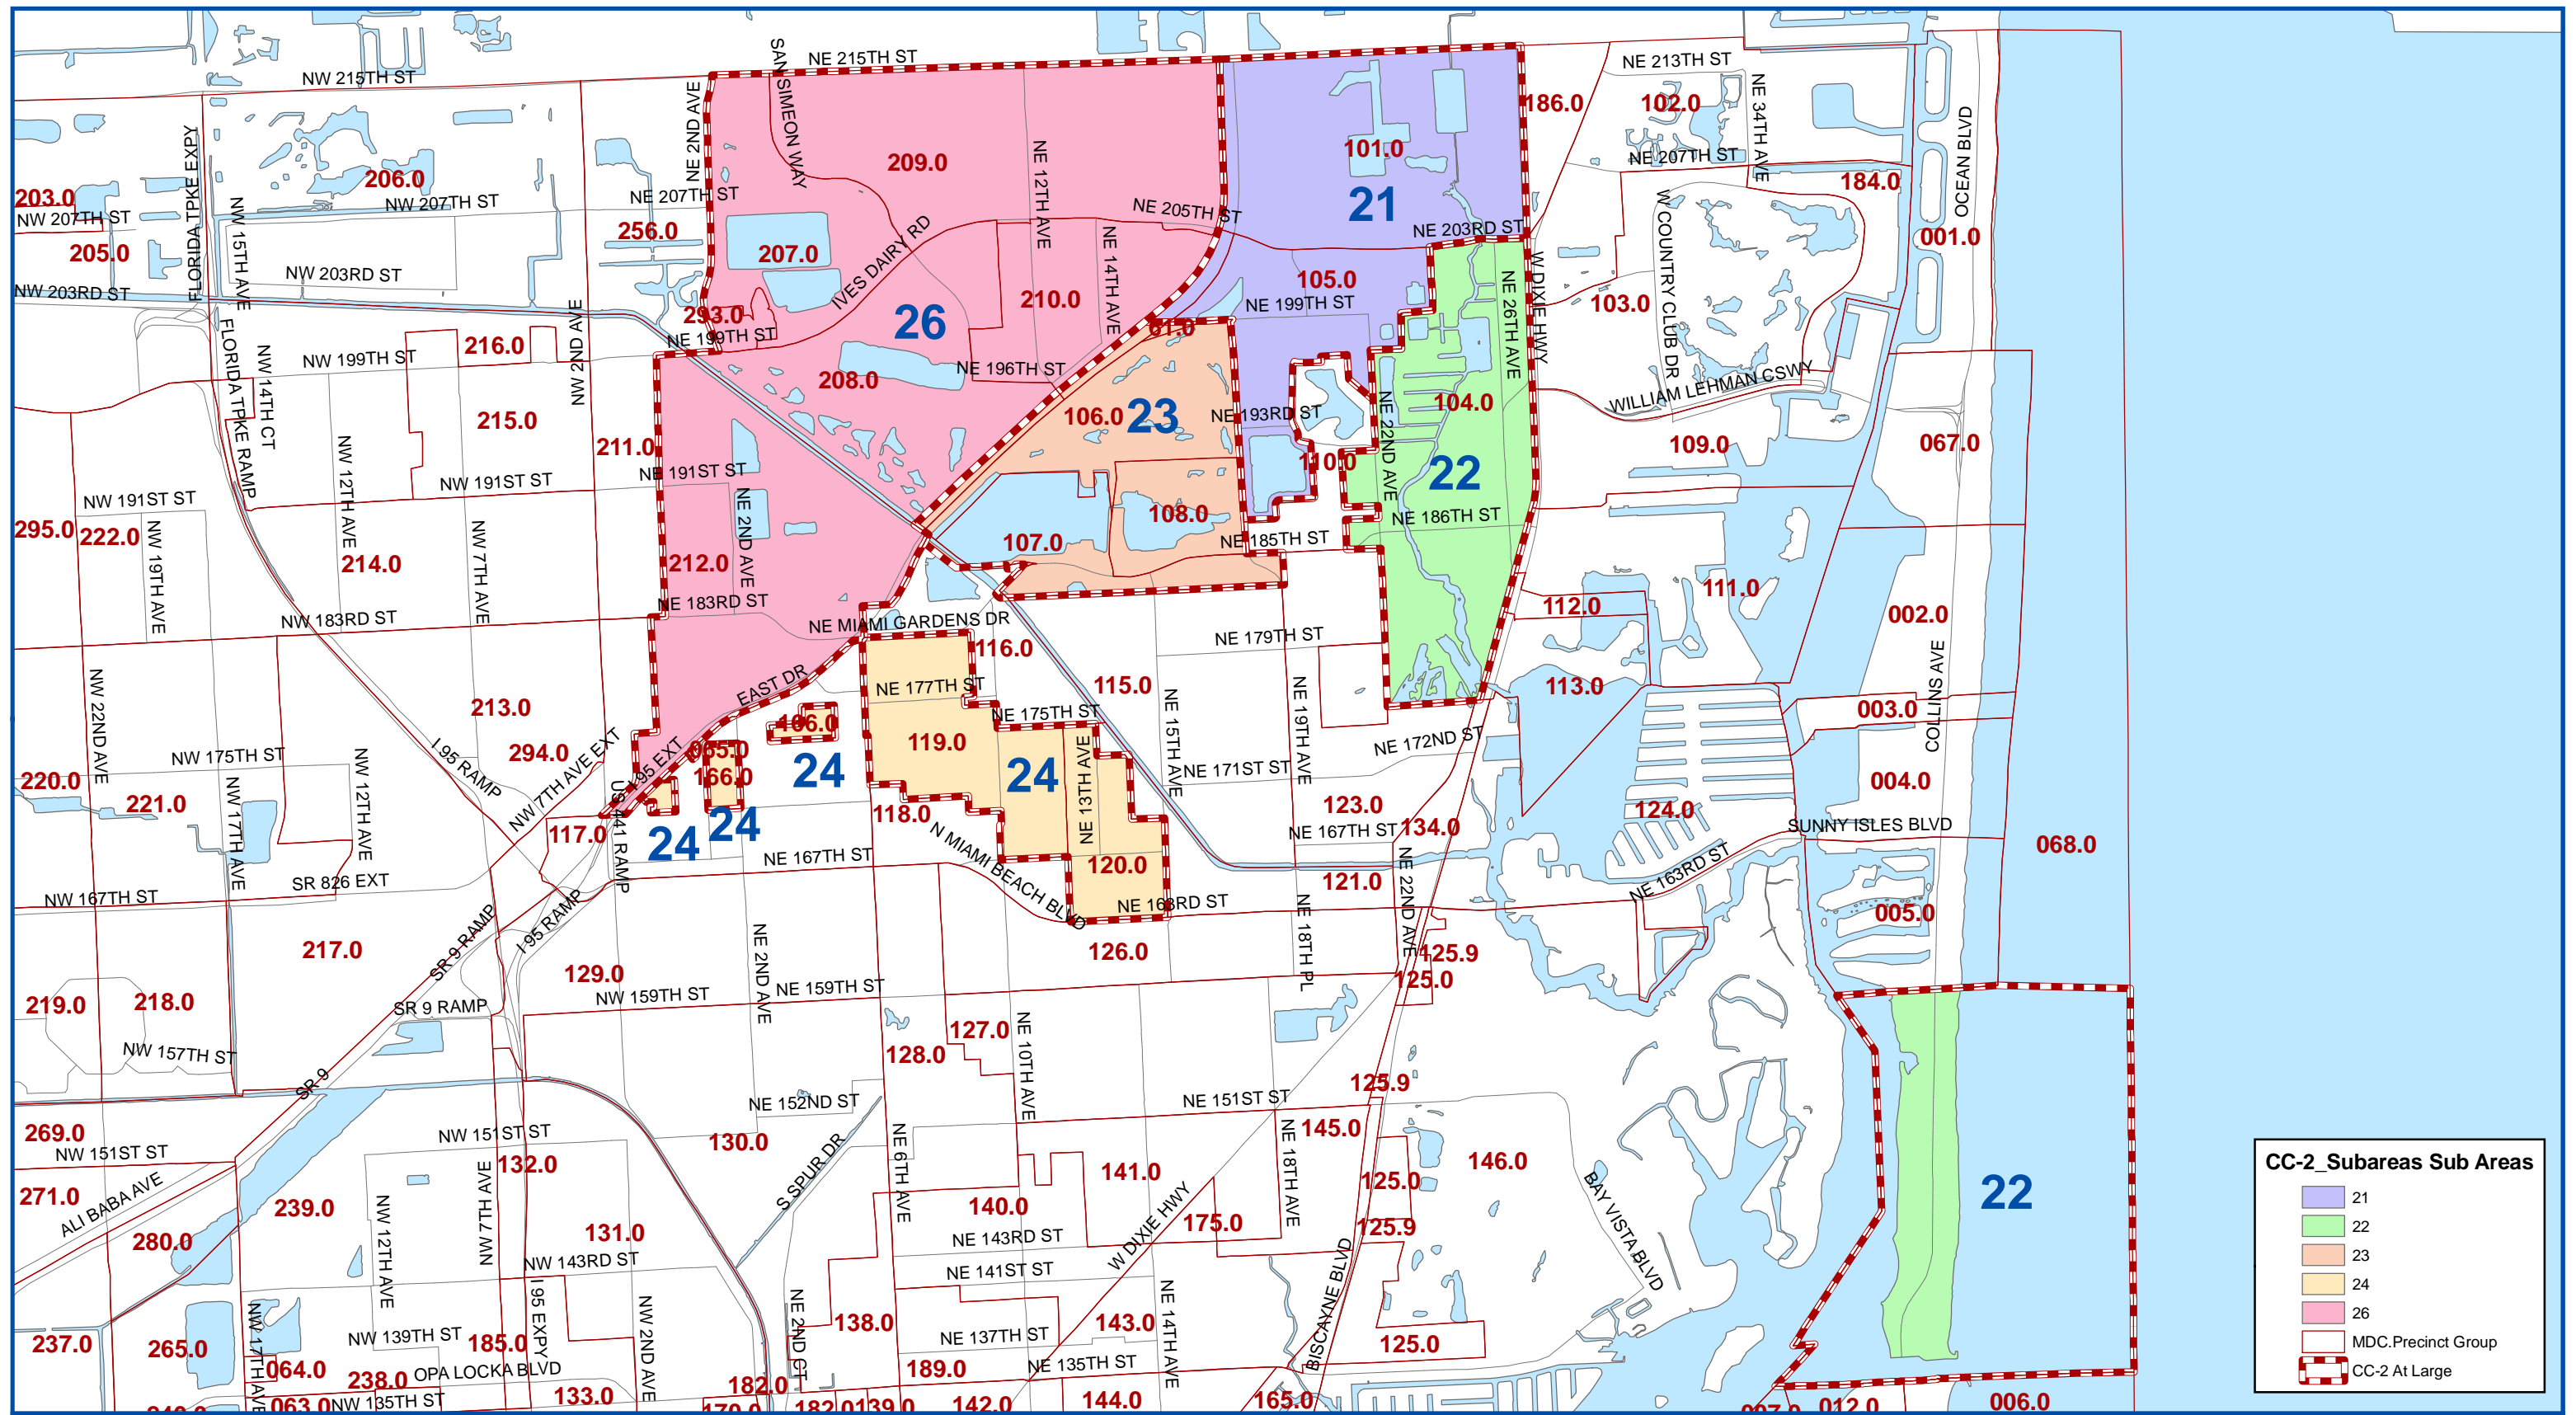 NW 215TH ST
SAN SIMEON WAY
NE 215TH ST
NE 213TH ST
NE 2ND AVE
186.0
102.0
NE 34TH AVE
OCEAN BLVD
FLORIDA TPKE EXPY
209.0
NE 12TH AVE
101.0
NE 207TH ST
203.0
206.0
184.0
NW 207TH ST
NW 207TH ST
NE 207TH ST
NE 205TH ST
21
W COUNTRY CLUB DR
NW 15TH AVE
256.0
NE 203RD ST
001.0
205.0
207.0
IVES DAIRY RD
NE 14TH AVE
NW 203RD ST
105.0
NE 26TH AVE
W DIXIE HWY
NW 203RD ST
210.0
NE 199TH ST
103.0
293.0
26
61.0
NW 2ND AVE
NE 199TH ST
FLORIDA TPKE RAMP
NW 14TH CT
216.0
NW 199TH ST
208.0
NE 196TH ST
WILLIAM LEHMAN CSWY
106.0
23
NE 193RD ST
NE 22ND AVE
104.0
215.0
211.0
109.0
067.0
NW 12TH AVE
NE 191ST ST
110.0
22
NW 191ST ST
NW 191ST ST
NE 2ND AVE
108.0
NE 186TH ST
295.0
222.0
NW 19TH AVE
NW 7TH AVE
107.0
NE 185TH ST
214.0
212.0
111.0
NE 183RD ST
112.0
002.0
NW 183RD ST
NE MIAMI GARDENS DR
NE 179TH ST
116.0
NW 22ND AVE
EAST DR
NE 177TH ST
115.0
NE 15TH AVE
NE 19TH AVE
113.0
COLLINS AVE
213.0
166.0
NE 175TH ST
003.0
I 95 RAMP
294.0
NW 7TH AVE EXT
065.0
119.0
NE 13TH AVE
NE 172ND ST
NW 175TH ST
NW 12TH AVE
I-95 EXT
166.0
24
24
NE 171ST ST
220.0
221.0
NW 17TH AVE
US 441 RAMP
004.0
118.0
123.0
124.0
117.0
24
24
N MIAMI BEACH BLVD
NE 167TH ST
134.0
SUNNY ISLES BLVD
NE 167TH ST
068.0
NE 22ND AVE
120.0
121.0
NE 163RD ST
SR 826 EXT
NW 167TH ST
NE 163RD ST
005.0
SR 9 RAMP
I 95 RAMP
NE 2ND AVE
NE 18TH PL
217.0
126.0
125.9
129.0
125.0
219.0
218.0
SR 9 RAMP
NW 159TH ST
NE 159TH ST
NE 10TH AVE
127.0
NW 157TH ST
128.0
SR 9
125.9
NE 152ND ST
NE 151ST ST
269.0
NW 151ST ST
130.0
NE 6TH AVE
145.0
NW 151ST ST
132.0
S SPUR DR
141.0
NE 18TH AVE
146.0
271.0
ALI BABA AVE
239.0
NW 12TH AVE
NW 7TH AVE
140.0
W DIXIE HWY
125.0
BAY VISTA BLVD
22
280.0
131.0
175.0
125.9
NE 143RD ST
NW 143RD ST
NE 141ST ST
BISCAYNE BLVD
NW 17TH AVE
I 95 EXPY
NW 2ND AVE
NE 2ND CT
138.0
143.0
NE 14TH AVE
237.0
265.0
NW 139TH ST
185.0
NE 137TH ST
125.0
064.0
238.0
OPA LOCKA BLVD
189.0
NE 135TH ST
182.0
063.0
NW 135TH ST
133.0
170.0
182.0
139.0
142.0
144.0
165.0
007.0
012.0
006.0
CC-2_Subareas Sub Areas
21
22
23
24
26
MDC.Precinct Group
CC-2 At Large